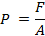 P = F/A